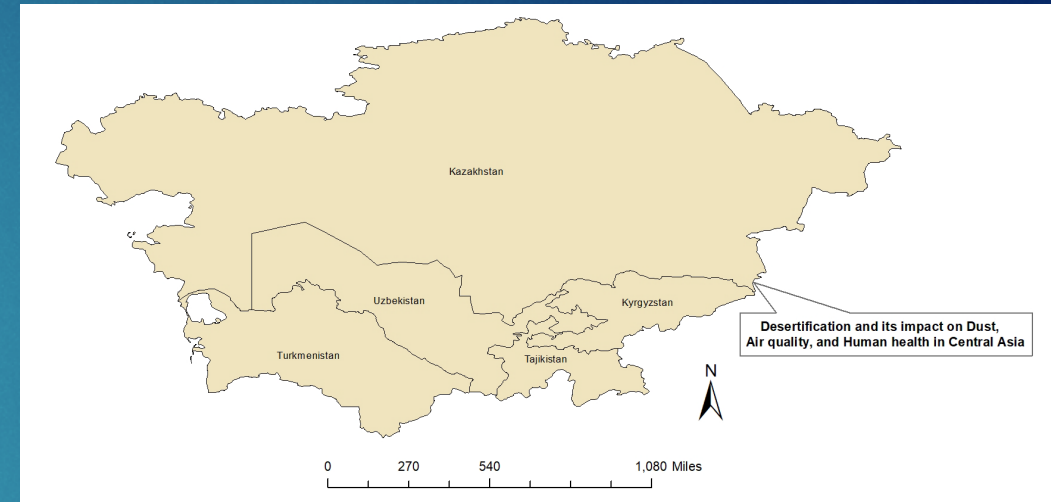 Kazakhstan
Uzbekistan
Kyrgyzstan
Desertification and its impact on Dust,
Air quality, and Human health in Central Asia
Turkmenistan
Tajikistan
N
0 270 540 1,080 Miles